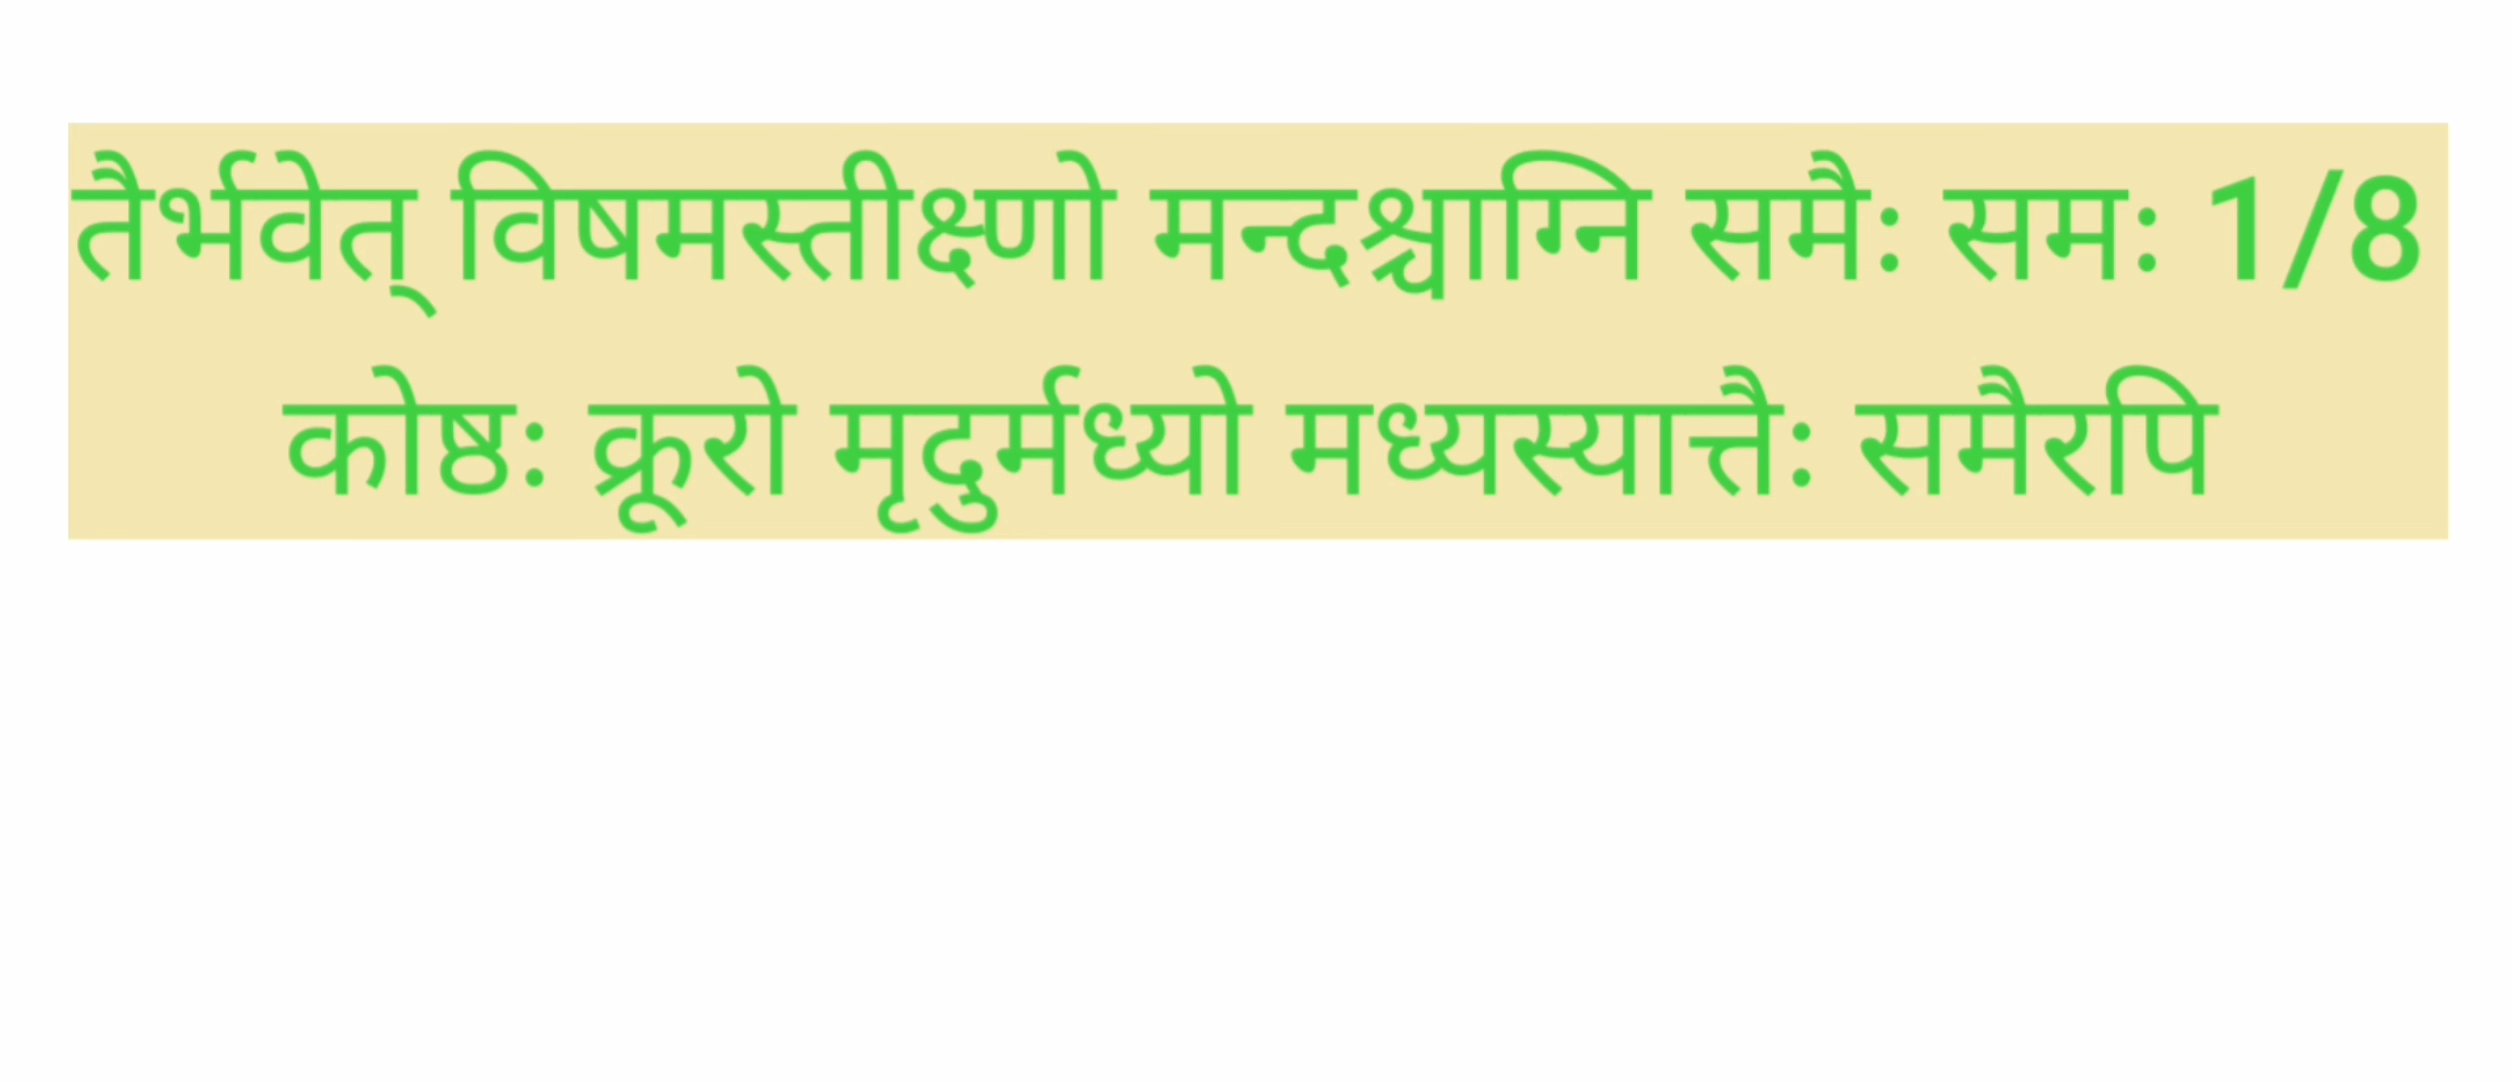 तैर्भवेत् विषमस्तीक्ष्णो मन्दश्चाग्नि समैः समः 1/8
कोष्ठः क्रूरो मृदुर्मध्यो मध्यस्यात्तैः समैरपि